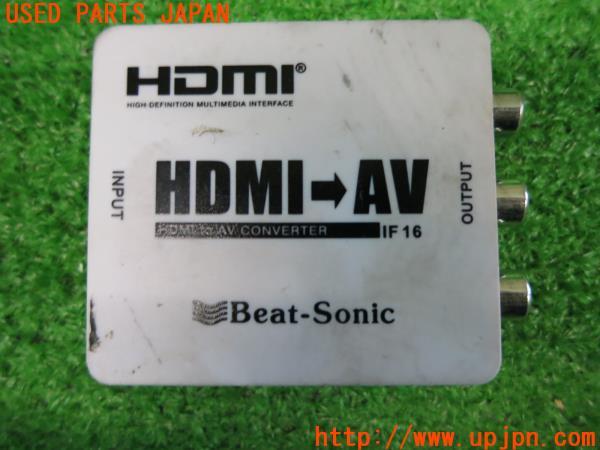 USED PARTS JAPAN
HDMI®
HIGH-DEFINITION MULTIMEDIA INTERFACE
INPUT
HDMI➡AV
OUTPUT
HDMI to AV CONVERTER
IF16
Beat-Sonic
http://www.upjpn.com/